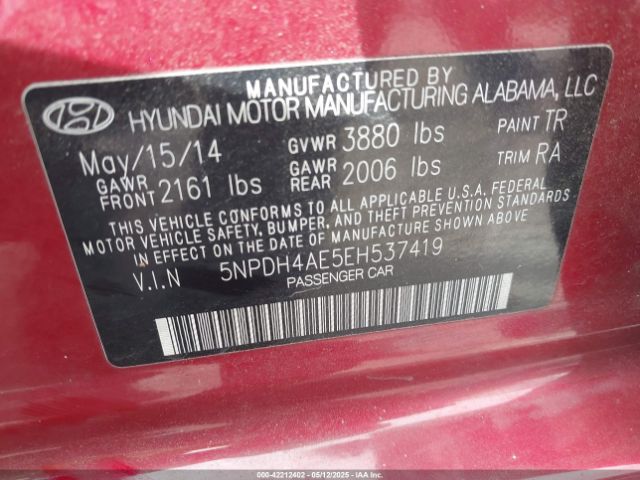 MANUFACTURED BY
HYUNDAI MOTOR MANUFACTURING ALABAMA, LLC
May/15/14 GVWR 3880 lbs PAINT TR
GAWR FRONT 2161 lbs GAWR REAR 2006 lbs TRIM RA
THIS VEHICLE CONFORMS TO ALL APPLICABLE U.S.A. FEDERAL
MOTOR VEHICLE SAFETY, BUMPER, AND THEFT PREVENTION STANDARDS
IN EFFECT ON THE DATE OF MANUFACTURE SHOWN ABOVE
V.I.N 5NPDH4AE5EH537419
PASSENGER CAR
000-42212402 - 05/12/2025 - IAAI.COM